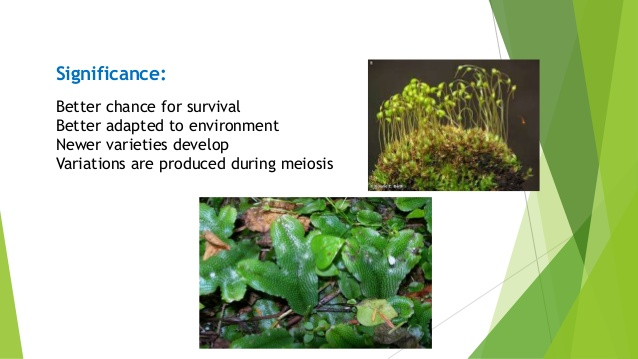 Significance:
Better chance for survival
Better adapted to environment
Newer varieties develop
Variations are produced during meiosis